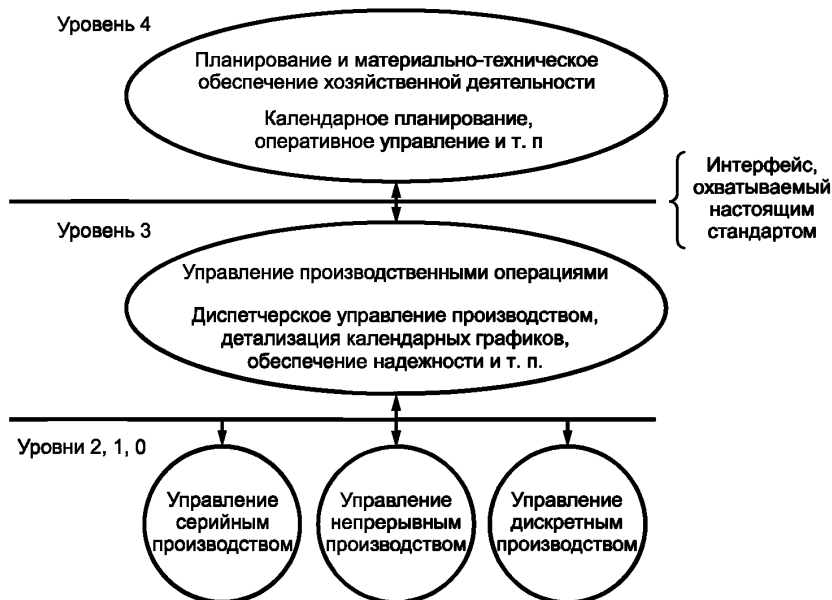 Уровень 4
Планирование и материально-техническое
обеспечение хозяйственной деятельности
Календарное планирование,
оперативное управление и т. п
Интерфейс,
охватываемый
настоящим
стандартом
Уровень 3
Управление производственными операциями
Диспетчерское управление производством,
детализация календарных графиков,
обеспечение надежности и т. п.
Уровни 2, 1, 0
Управление
серийным
производством
Управление
непрерывным
производством
Управление
дискретным
производством